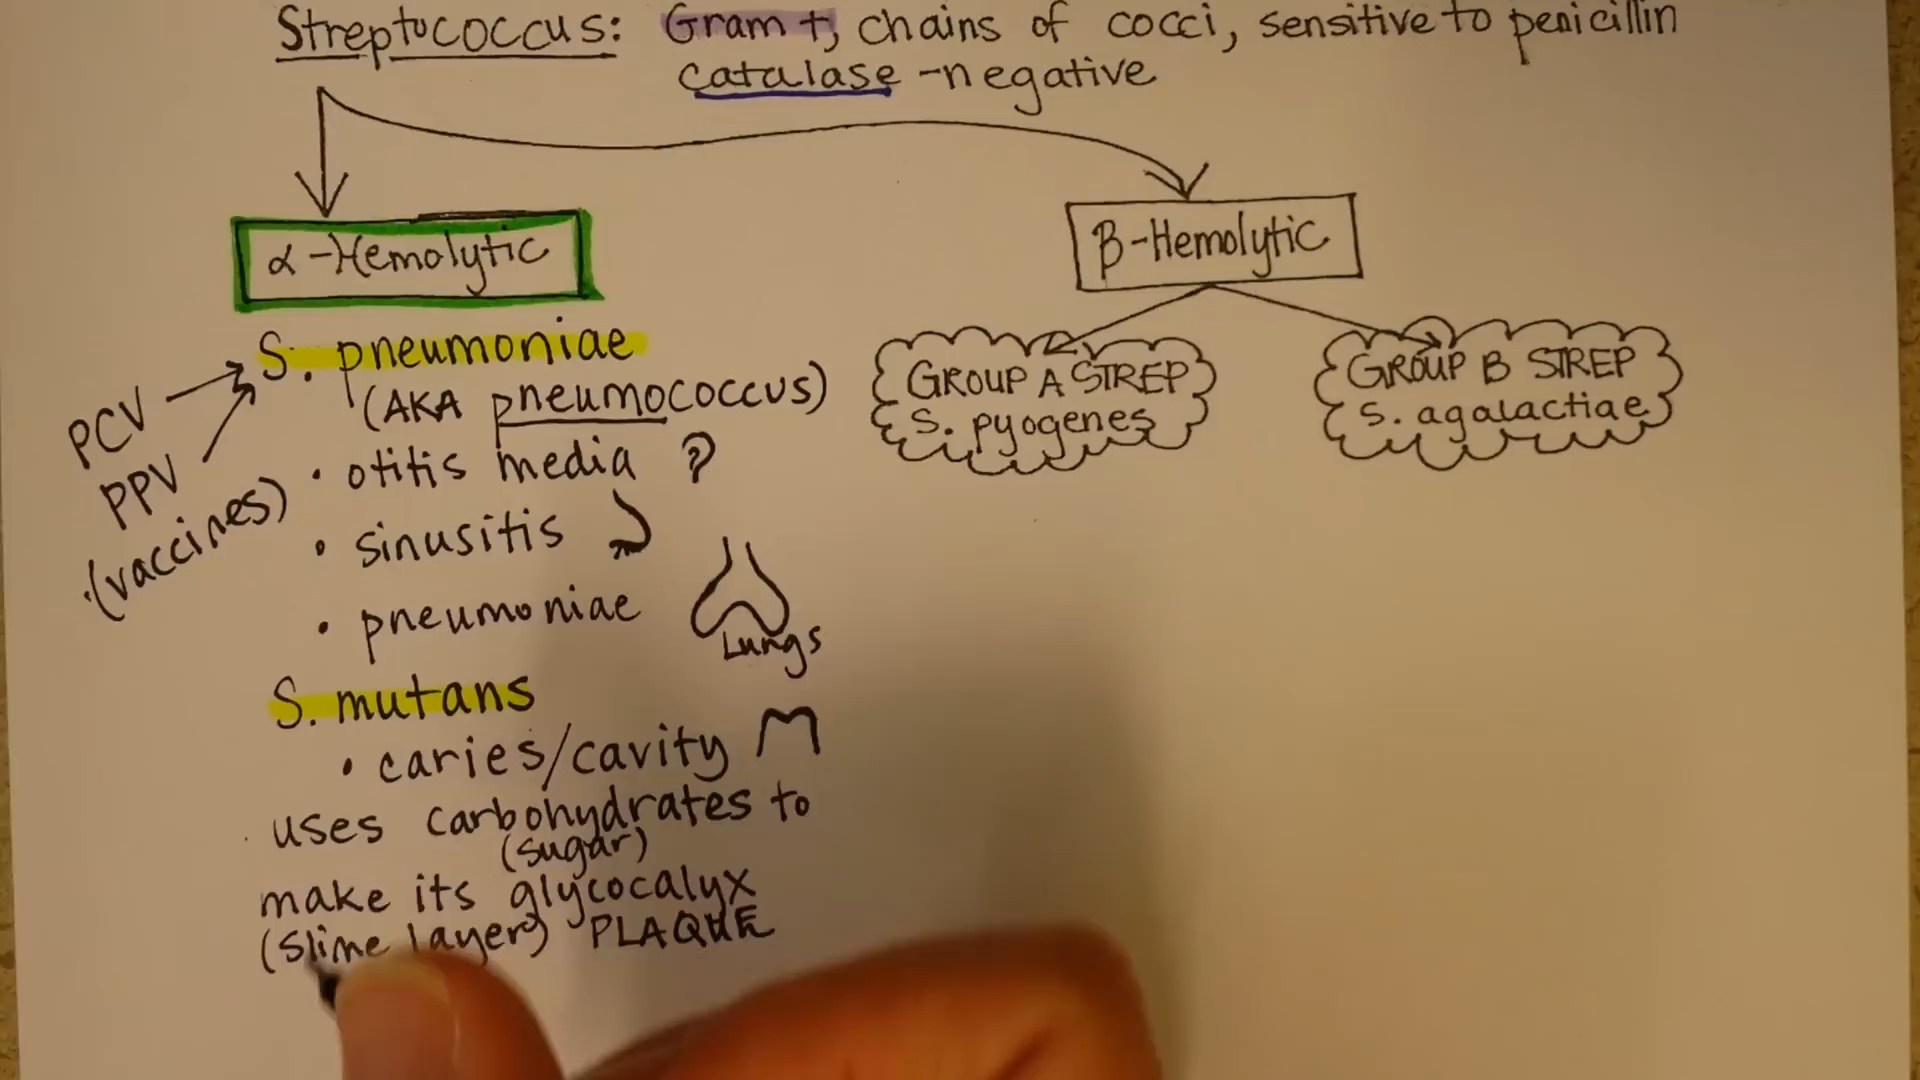 Streptococcus: Gram +, chains of cocci, sensitive to penicillin
catalase -negative
α-Hemolytic
β-Hemolytic
S. pneumoniae
(AKA pneumococcus)
PCV
PPV
(vaccines)
• otitis media
• sinusitis
• pneumoniae
Lungs
S. mutans
• caries/cavity
uses carbohydrates to
(sugar)
make its glycocalyx
(slime layer) PLAQUE
GROUP A STREP
S. pyogenes
GROUP B STREP
S. agalactiae